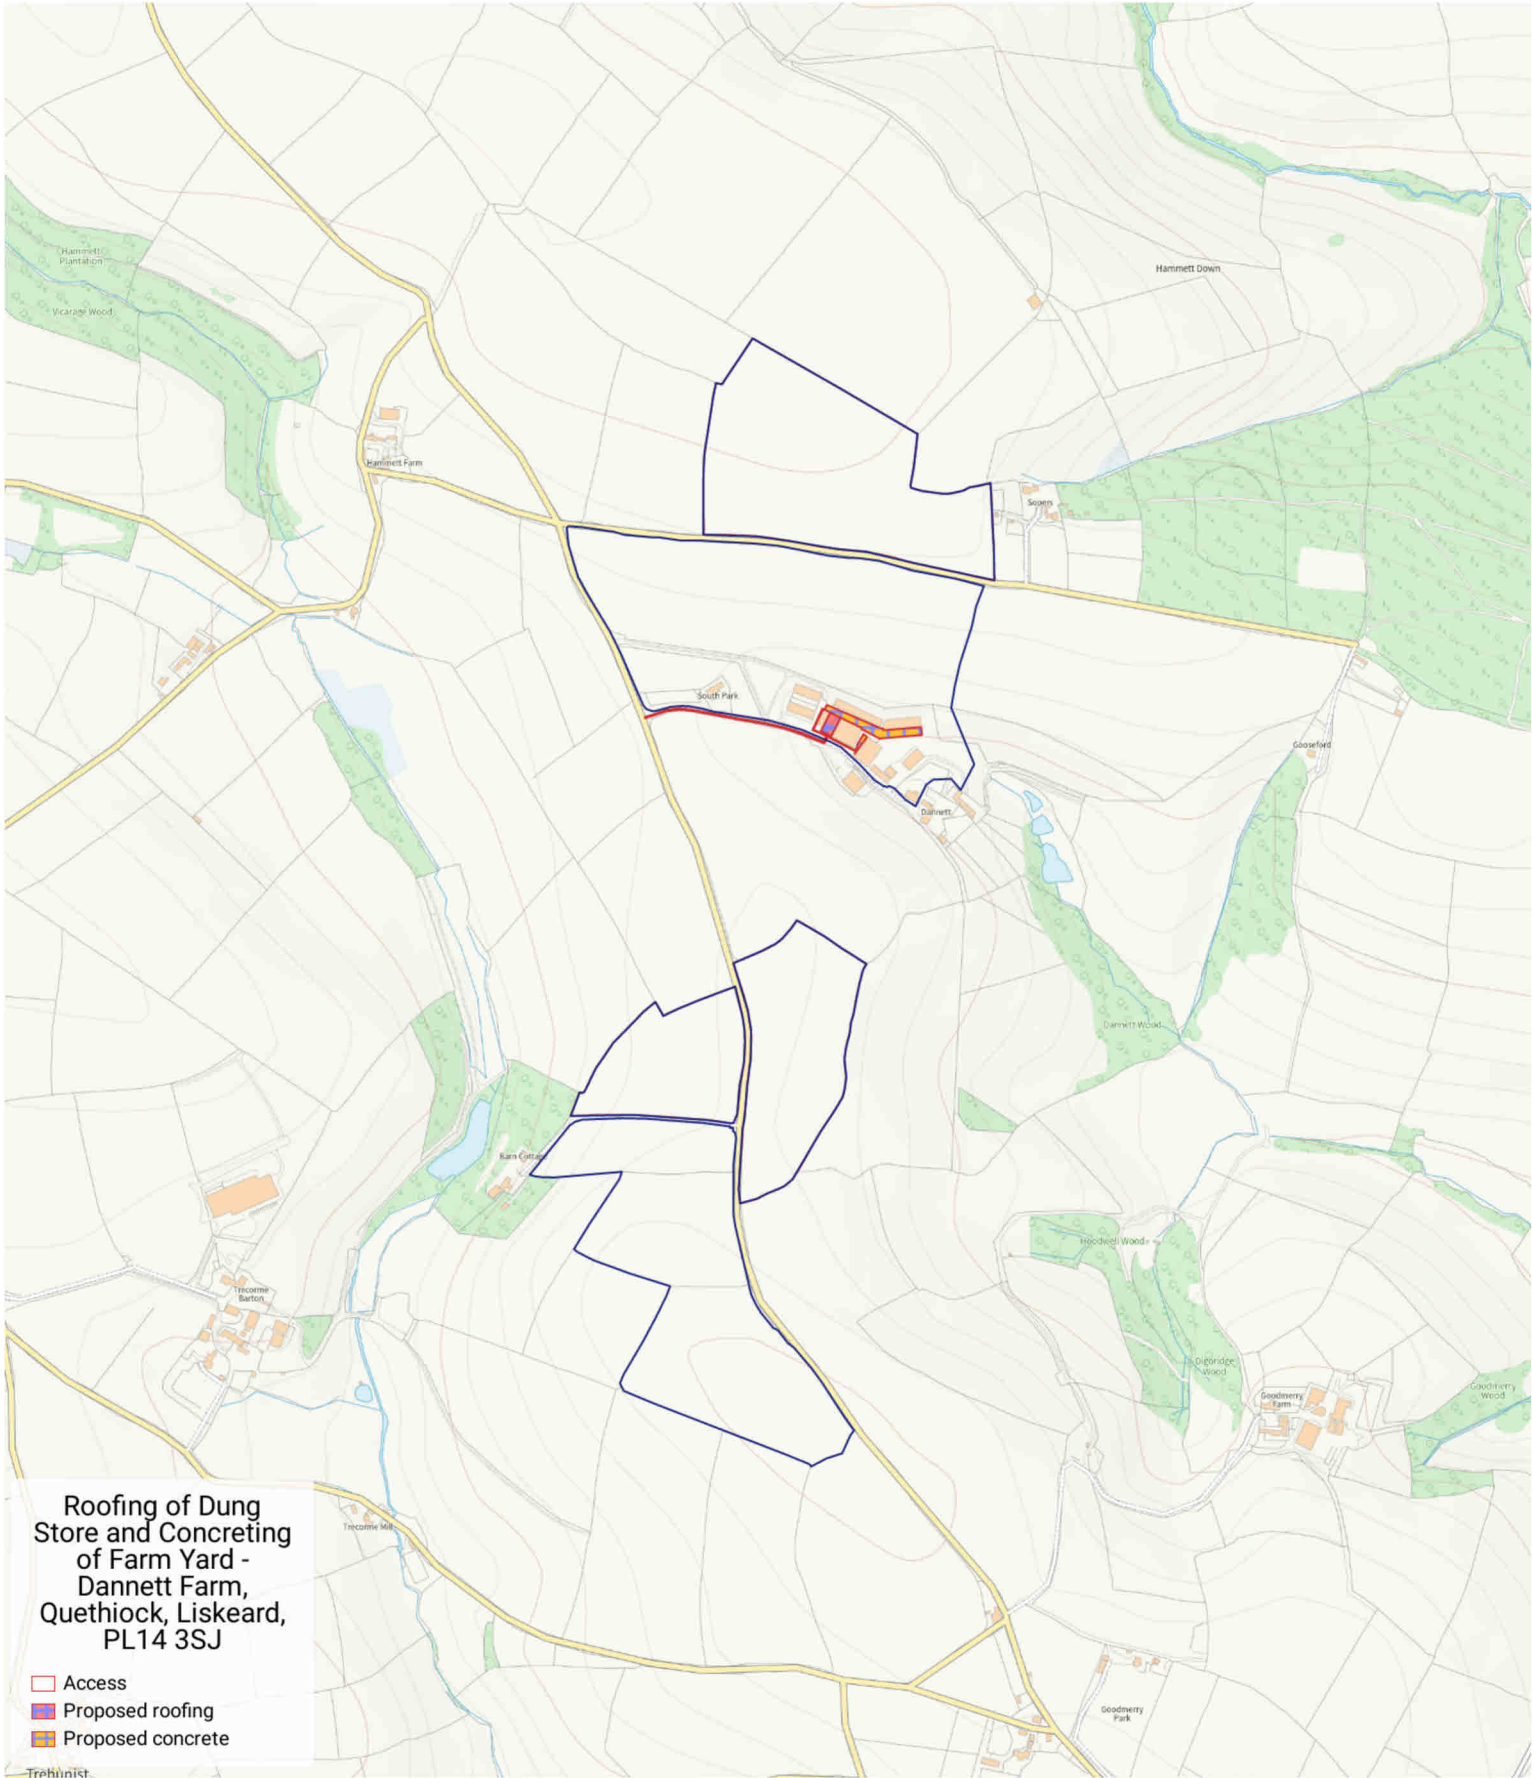 Hammett
Plantation
Vicarage Wood
Hammett Down
Hammett Farm
Sopers
South Park
Gooseford
Dannett
Dannett Wood
Barn Cottage
Hoodwell Wood
Trecorme
Barton
Digoridge
Wood
Goodmerry
Farm
Goodmerry
Wood
Trecorme Mill
Goodmerry
Park
Roofing of Dung
Store and Concreting
of Farm Yard -
Dannett Farm,
Quethiock, Liskeard,
PL14 3SJ
Access
Proposed roofing
Proposed concrete
Trehunist